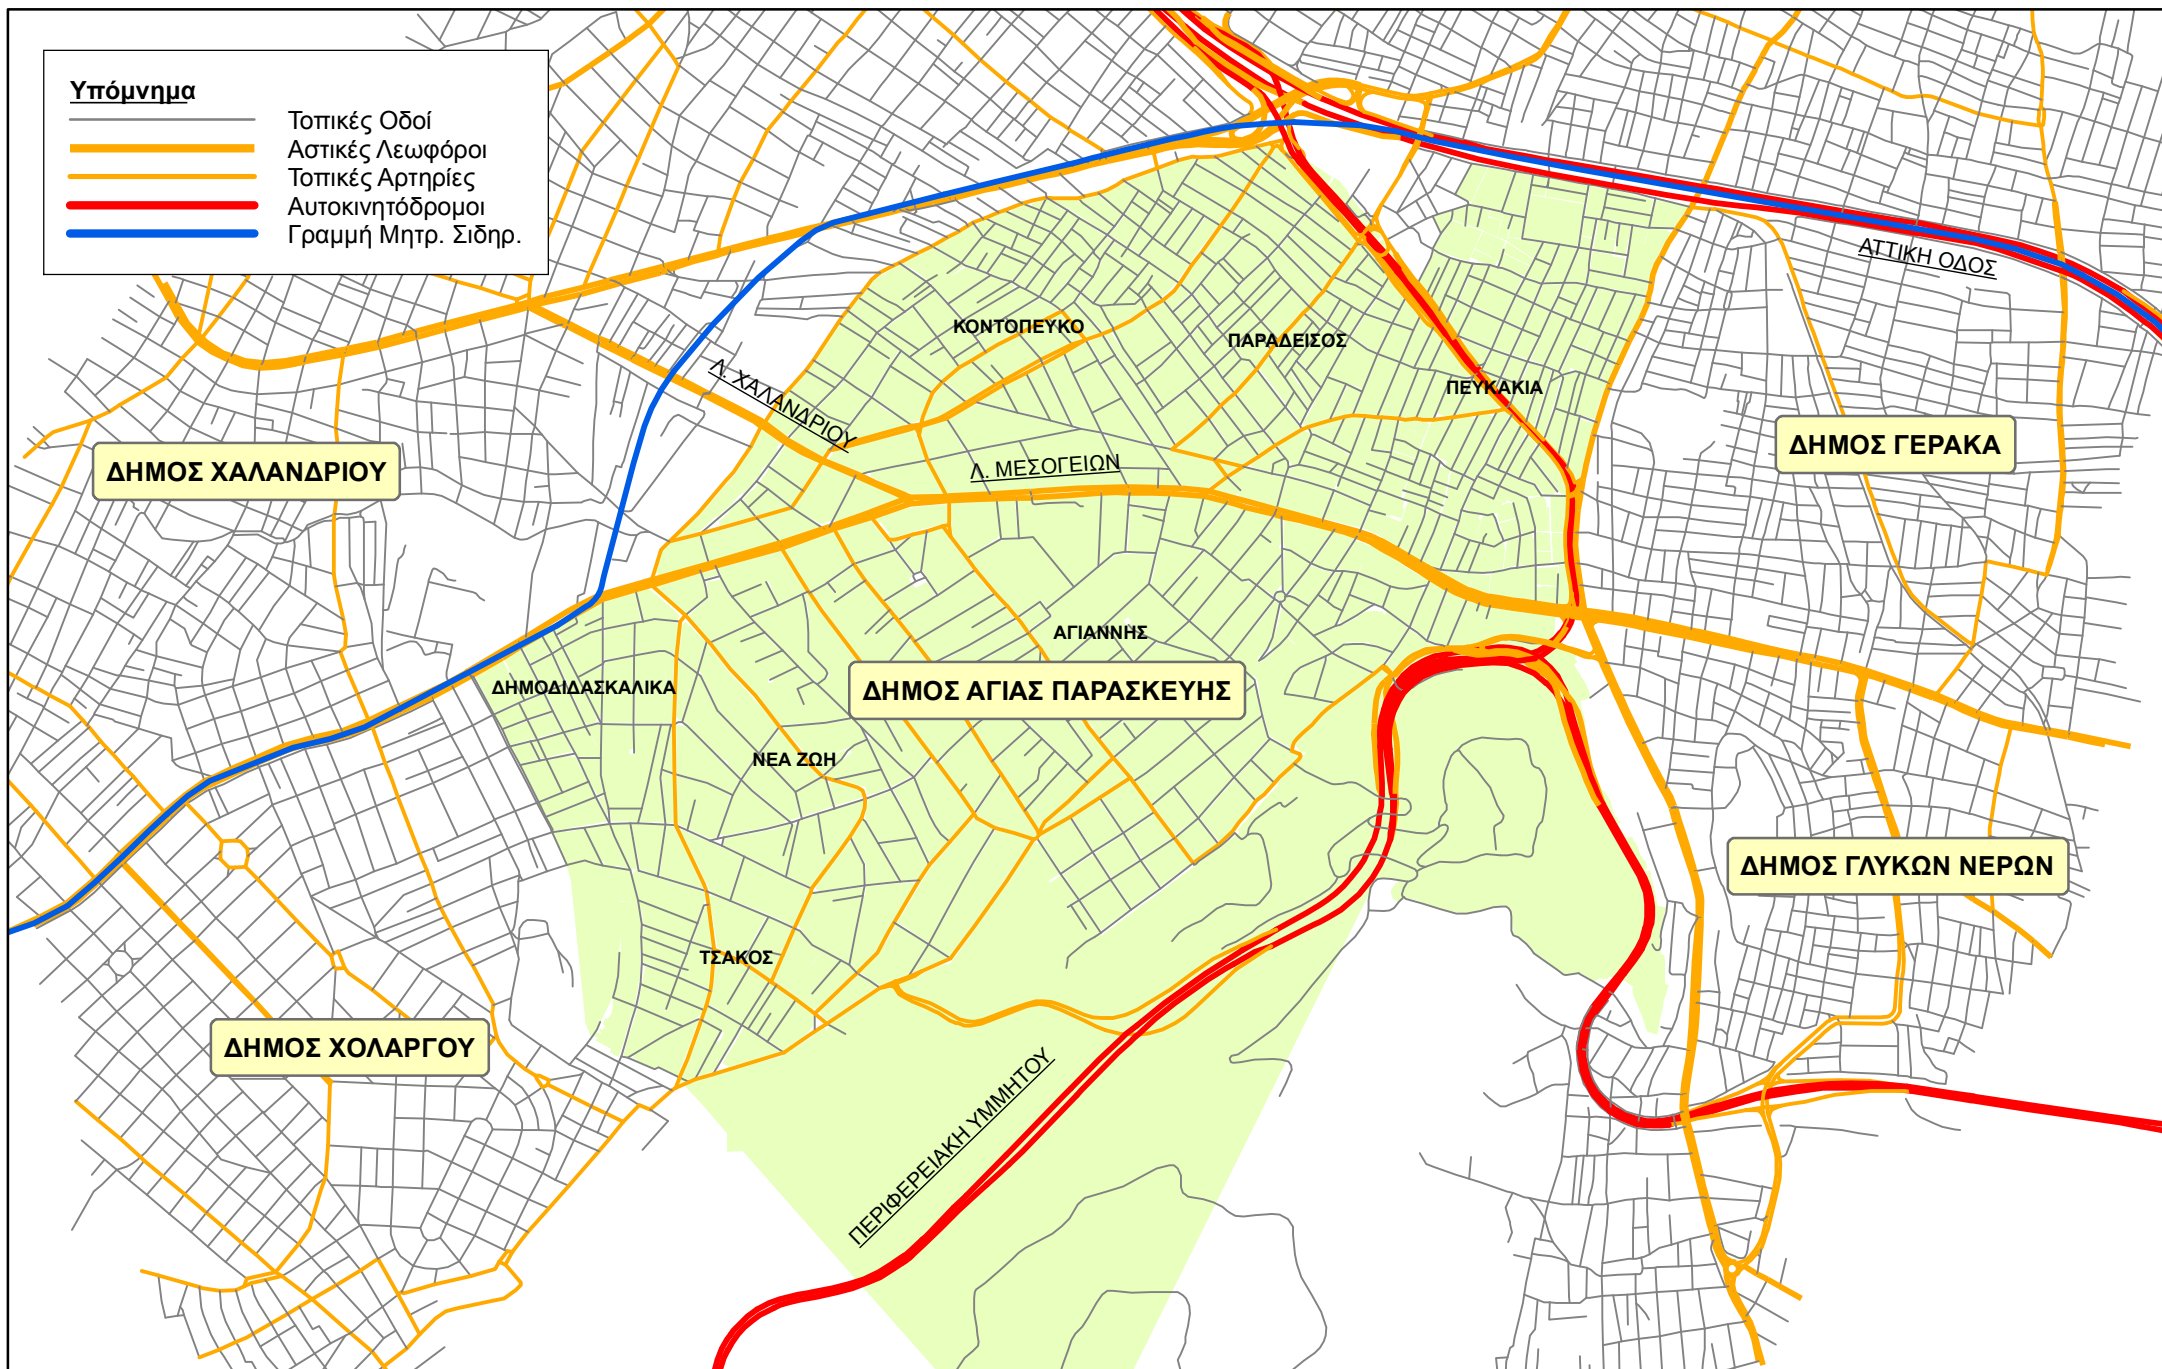 Υπόμνημα
Τοπικές Οδοί
Αστικές Λεωφόροι
Τοπικές Αρτηρίες
Αυτοκινητόδρομοι
Γραμμή Μητρ. Σιδηρ.
ΑΤΤΙΚΗ ΟΔΟΣ
ΚΟΝΤΟΠΕΥΚΟ
ΠΑΡΑΔΕΙΣΟΣ
ΠΕΥΚΑΚΙΑ
Λ. ΧΑΛΑΝΔΡΙΟΥ
ΔΗΜΟΣ ΧΑΛΑΝΔΡΙΟΥ
Λ. ΜΕΣΟΓΕΙΩΝ
ΔΗΜΟΣ ΓΕΡΑΚΑ
ΑΓΙΑΝΝΗΣ
ΔΗΜΟΔΙΔΑΣΚΑΛΙΚΑ
ΔΗΜΟΣ ΑΓΙΑΣ ΠΑΡΑΣΚΕΥΗΣ
ΝΕΑ ΖΩΗ
ΔΗΜΟΣ ΓΛΥΚΩΝ ΝΕΡΩΝ
ΤΣΑΚΟΣ
ΔΗΜΟΣ ΧΟΛΑΡΓΟΥ
ΠΕΡΙΦΕΡΕΙΑΚΗ ΥΜΜΗΤΟΥ